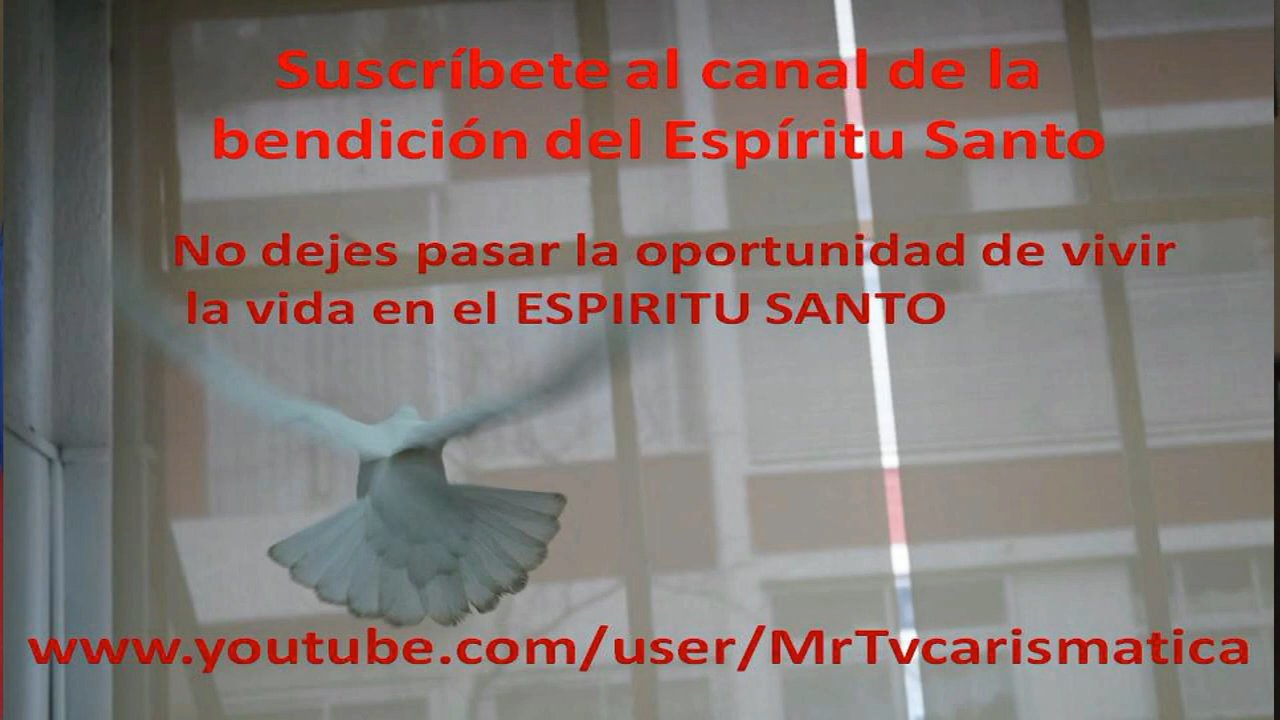 Suscríbete al canal de la
bendición del Espíritu Santo
No dejes pasar la oportunidad de vivir
la vida en el ESPIRITU SANTO
www.youtube.com/user/MrTvcarismatica